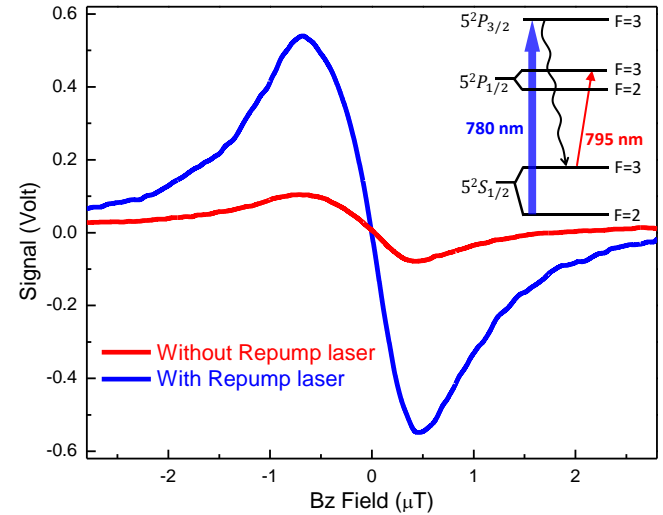 5²P₃/₂
F=3
5²P₁/₂
F=3
F=2
780 nm
795 nm
5²S₁/₂
F=3
F=2
0.6
0.4
0.2
0.0
-0.2
-0.4
-0.6
Signal (Volt)
Without Repump laser
With Repump laser
-2
-1
0
1
2
Bz Field (μT)